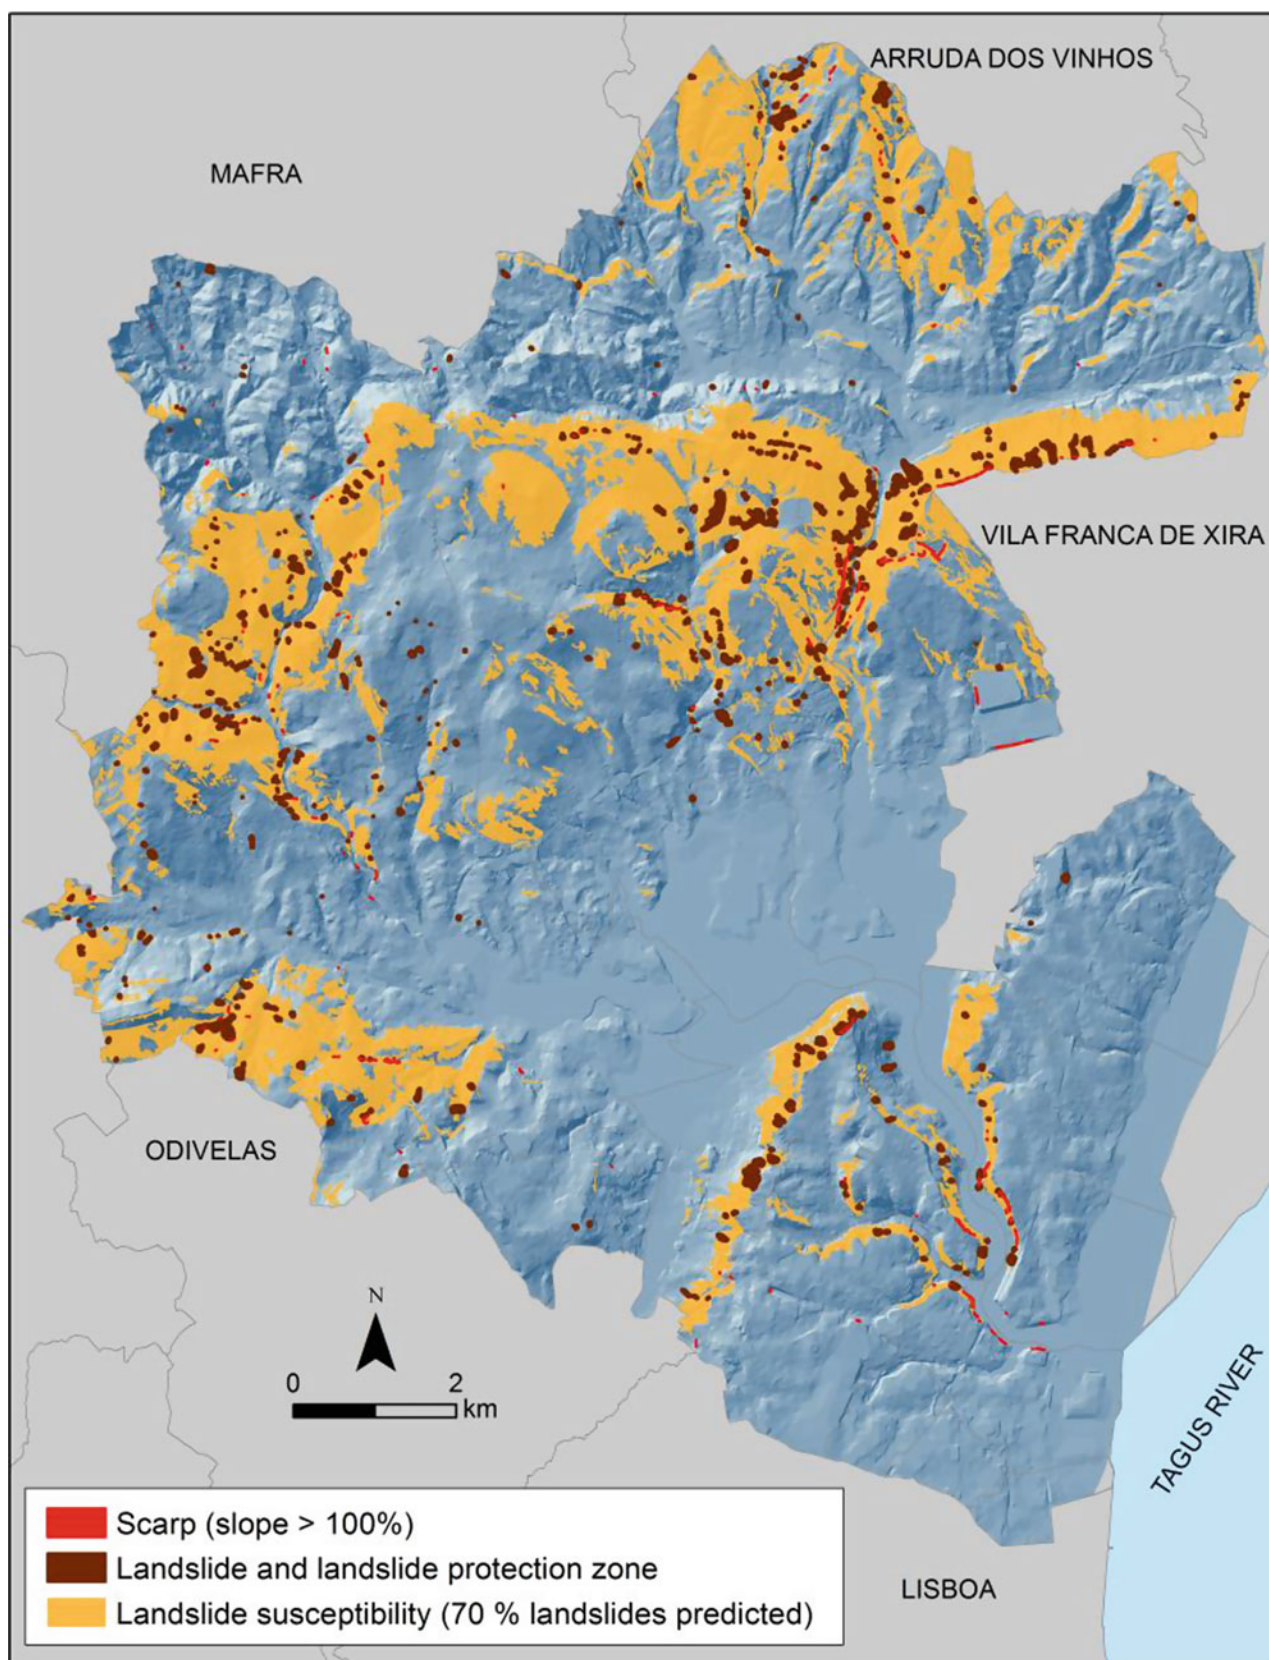 ARRUDA DOS VINHOS
MAFRA
VILA FRANCA DE XIRA
ODIVELAS
N
0 2
km
TAGUS RIVER
Scarp (slope > 100%)
Landslide and landslide protection zone
Landslide susceptibility (70 % landslides predicted)
LISBOA